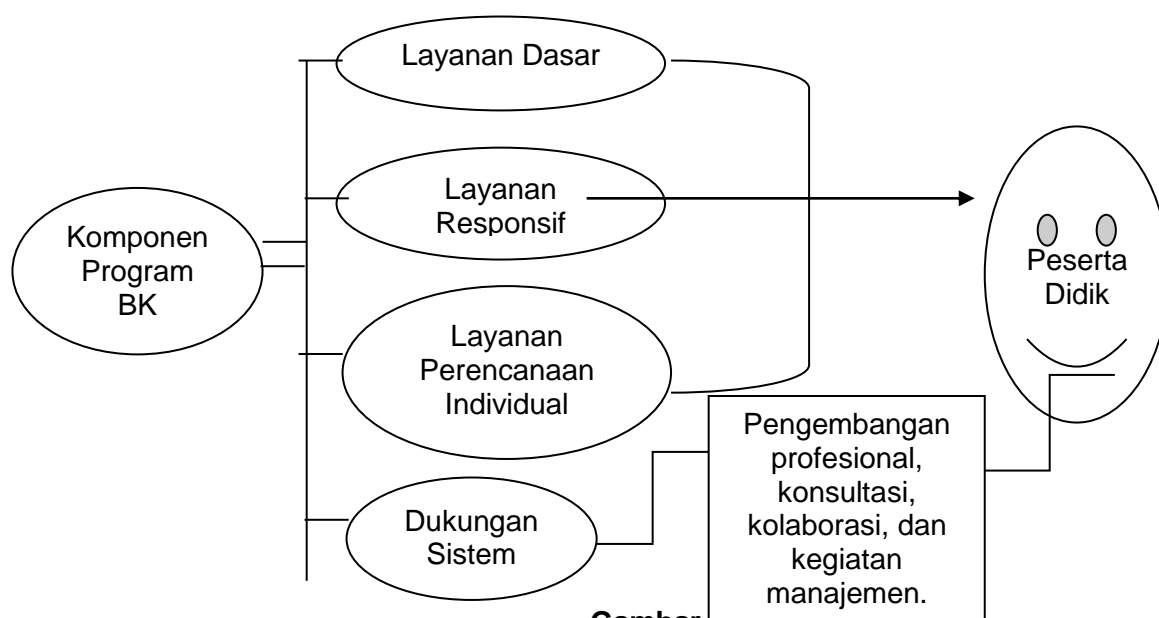 Layanan Dasar
Layanan
Responsif
Komponen
Program
BK
Peserta
Didik
Layanan
Perencanaan
Individual
Dukungan
Sistem
Pengembangan
profesional,
konsultasi,
kolaborasi, dan
kegiatan
manajemen.
Gambar